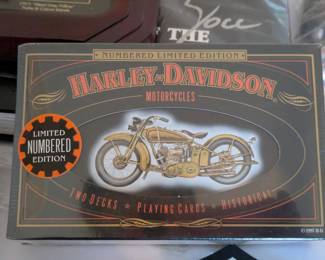 THE
NUMBERED LIMITED EDITION
HARLEY-DAVIDSON
MOTORCYCLES
LIMITED
NUMBERED
EDITION
TWO DECKS ★ PLAYING CARDS ★ HISTORICAL